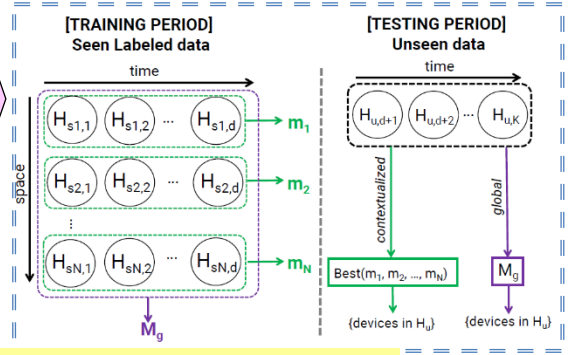 [TRAINING PERIOD]
Seen Labeled data
time
space
Hs1,1 Hs1,2 ... Hs1,d m1
Hs2,1 Hs2,2 ... Hs2,d m2
⋮
HsN,1 HsN,2 ... HsN,d mN
Mg
[TESTING PERIOD]
Unseen data
time
Hu,d+1 Hu,d+2 ... Hu,K
contextualized
global
Best(m1, m2, ..., mN)
Mg
{devices in Hu}
{devices in Hu}